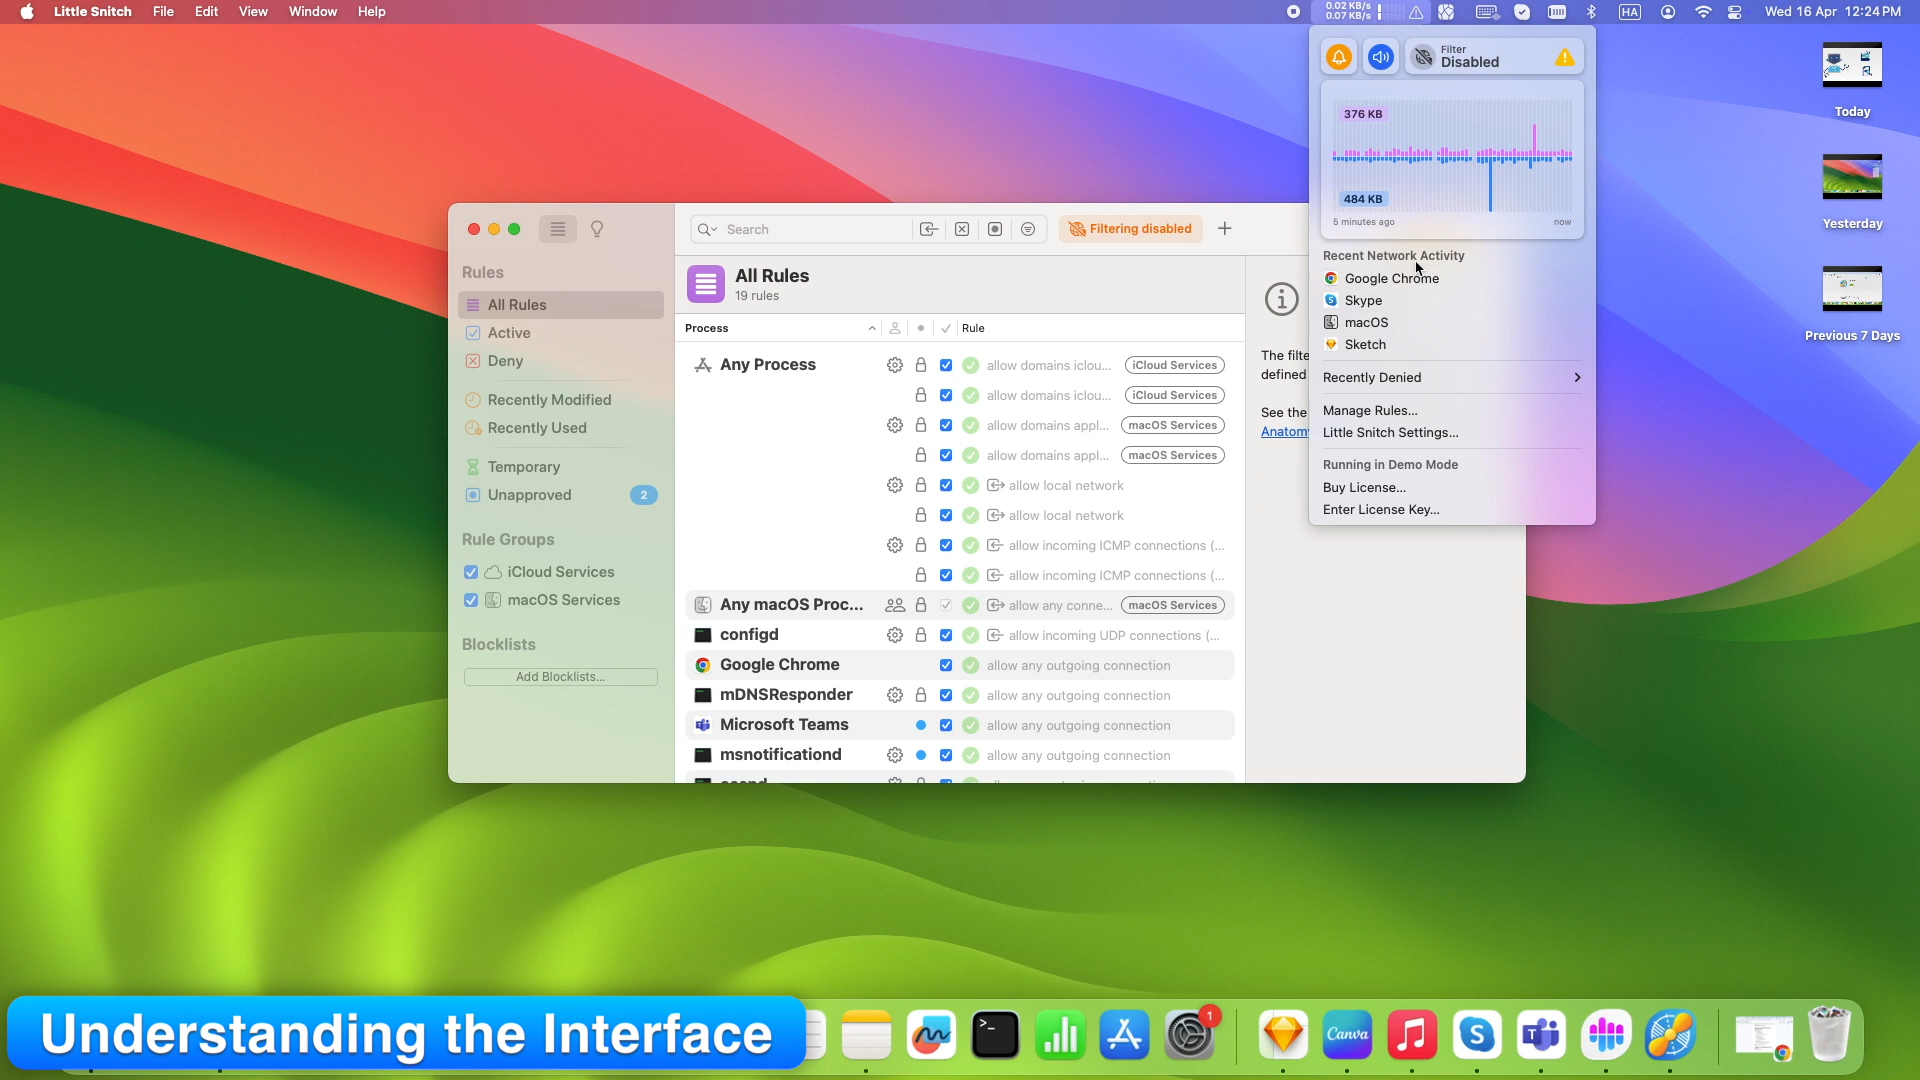 Little Snitch File Edit View Window Help
0.02 KB/s
0.07 KB/s
HA
Wed 16 Apr 12:24 PM
Filter
Disabled
376 KB
484 KB
5 minutes ago now
Recent Network Activity
Google Chrome
Skype
macOS
Sketch
Recently Denied
Manage Rules...
Little Snitch Settings...
Running in Demo Mode
Buy License...
Enter License Key...
Today
Yesterday
Previous 7 Days
Search
Filtering disabled
Rules
All Rules
Active
Deny
Recently Modified
Recently Used
Temporary
Unapproved 2
Rule Groups
iCloud Services
macOS Services
Blocklists
Add Blocklists...
All Rules
19 rules
Process Rule
Any Process allow domains iclou... iCloud Services
allow domains iclou... iCloud Services
allow domains appl... macOS Services
allow domains appl... macOS Services
allow local network
allow local network
allow incoming ICMP connections (...
allow incoming ICMP connections (...
Any macOS Proc... allow any conne... macOS Services
configd allow incoming UDP connections (...
Google Chrome allow any outgoing connection
mDNSResponder allow any outgoing connection
Microsoft Teams allow any outgoing connection
msnotificationd allow any outgoing connection
The filte
defined
See the
Anatom
Understanding the Interface
1
Canva